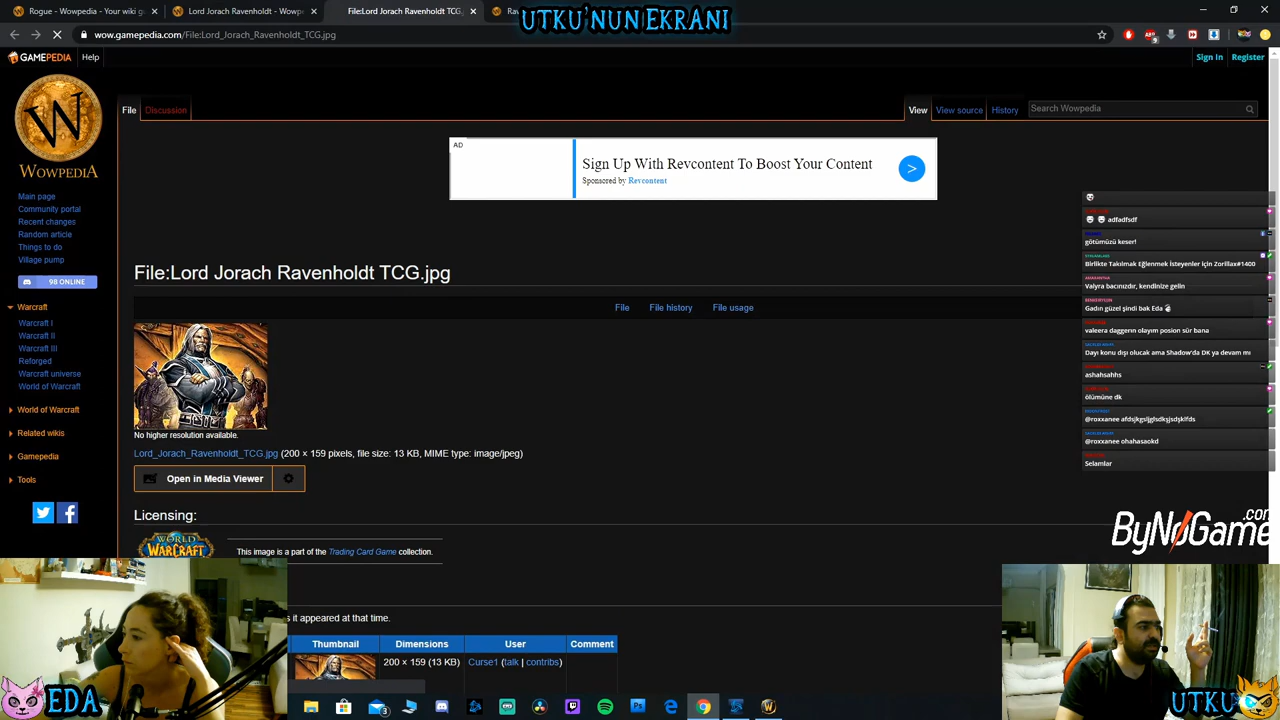 Rogue - Wowpedia - Your wiki g
Lord Jorach Ravenholdt - Wowp
File:Lord Jorach Ravenholdt TCG.
UTKU'NUN EKRANI
wow.gamepedia.com/File:Lord_Jorach_Ravenholdt_TCG.jpg
GAMEPEDIA
Help
Sign In
Register
WOWPEDIA
File
Discussion
View
View source
History
Search Wowpedia
AD
Sign Up With Revcontent To Boost Your Content
Sponsored by Revcontent
>
Main page
Community portal
Recent changes
Random article
Things to do
Village pump
98 ONLINE
Warcraft
Warcraft I
Warcraft II
Warcraft III
Reforged
Warcraft universe
World of Warcraft
World of Warcraft
Related wikis
Gamepedia
Tools
File:Lord Jorach Ravenholdt TCG.jpg
File
File history
File usage
No higher resolution available.
Lord_Jorach_Ravenholdt_TCG.jpg (200 × 159 pixels, file size: 13 KB, MIME type: image/jpeg)
Open in Media Viewer
Licensing:
WORLD
WARCRAFT
This image is a part of the Trading Card Game collection.
s it appeared at that time.
Thumbnail
Dimensions
User
Comment
200 × 159 (13 KB)
Curse1 (talk | contribs)
adfadfsdf
götümüzü keser!
Birlikte Takılmak Eğlenmek İsteyenler İçin Zorillax#1400
Valyra bacınızdır, kendinize gelin
Gadın güzel şindi bak Eda
valeera daggerın olayım posion sür bana
Dayı konu dışı olucak ama Shadow'da DK ya devam mı
ashahsahhs
ölümüne dk
@roxxanee afdsjkgsljglsdksjsdsklfds
@roxxanee ohahasaokd
Selamlar
ByNoGame
.com
EDA
UTKU